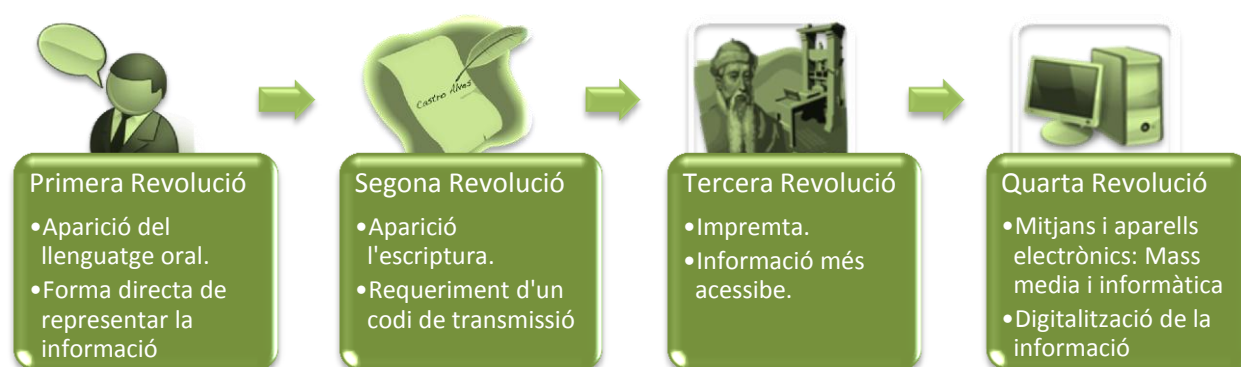 Castro Alves
Primera Revolució
•Aparició del
llenguatge oral.
•Forma directa de
representar la
informació
Segona Revolució
•Aparició
l'escriptura.
•Requeriment d'un
codi de transmissió
Tercera Revolució
•Impremta.
•Informació més
acessibe.
Quarta Revolució
•Mitjans i aparells
electrònics: Mass
media i informàtica
•Digitalització de la
informació